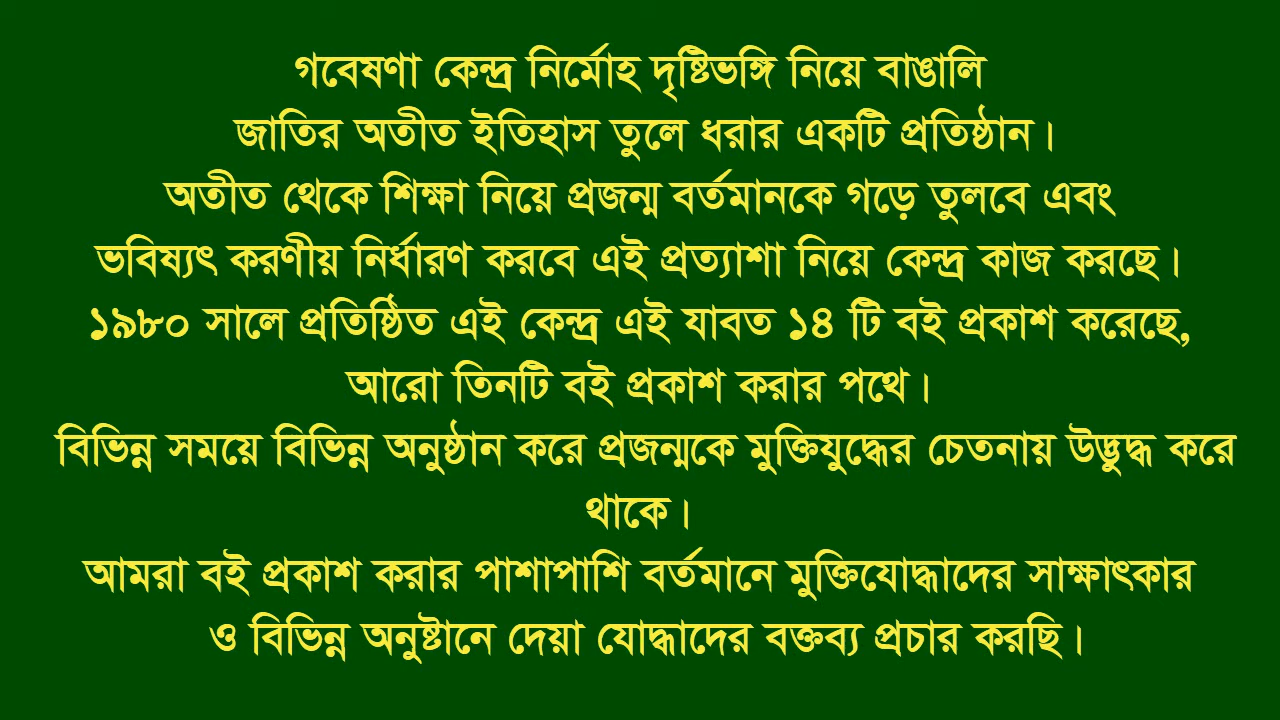 গবেষণা কেন্দ্র নির্মোহ দৃষ্টিভঙ্গি নিয়ে বাঙালি
জাতির অতীত ইতিহাস তুলে ধরার একটি প্রতিষ্ঠান।
অতীত থেকে শিক্ষা নিয়ে প্রজন্ম বর্তমানকে গড়ে তুলবে এবং
ভবিষ্যৎ করণীয় নির্ধারণ করবে এই প্রত্যাশা নিয়ে কেন্দ্র কাজ করছে।
১৯৮০ সালে প্রতিষ্ঠিত এই কেন্দ্র এই যাবত ১৪ টি বই প্রকাশ করেছে,
আরো তিনটি বই প্রকাশ করার পথে।
বিভিন্ন সময়ে বিভিন্ন অনুষ্ঠান করে প্রজন্মকে মুক্তিযুদ্ধের চেতনায় উদ্ভুদ্ধ করে
থাকে।
আমরা বই প্রকাশ করার পাশাপাশি বর্তমানে মুক্তিযোদ্ধাদের সাক্ষাৎকার
ও বিভিন্ন অনুষ্টানে দেয়া যোদ্ধাদের বক্তব্য প্রচার করছি।